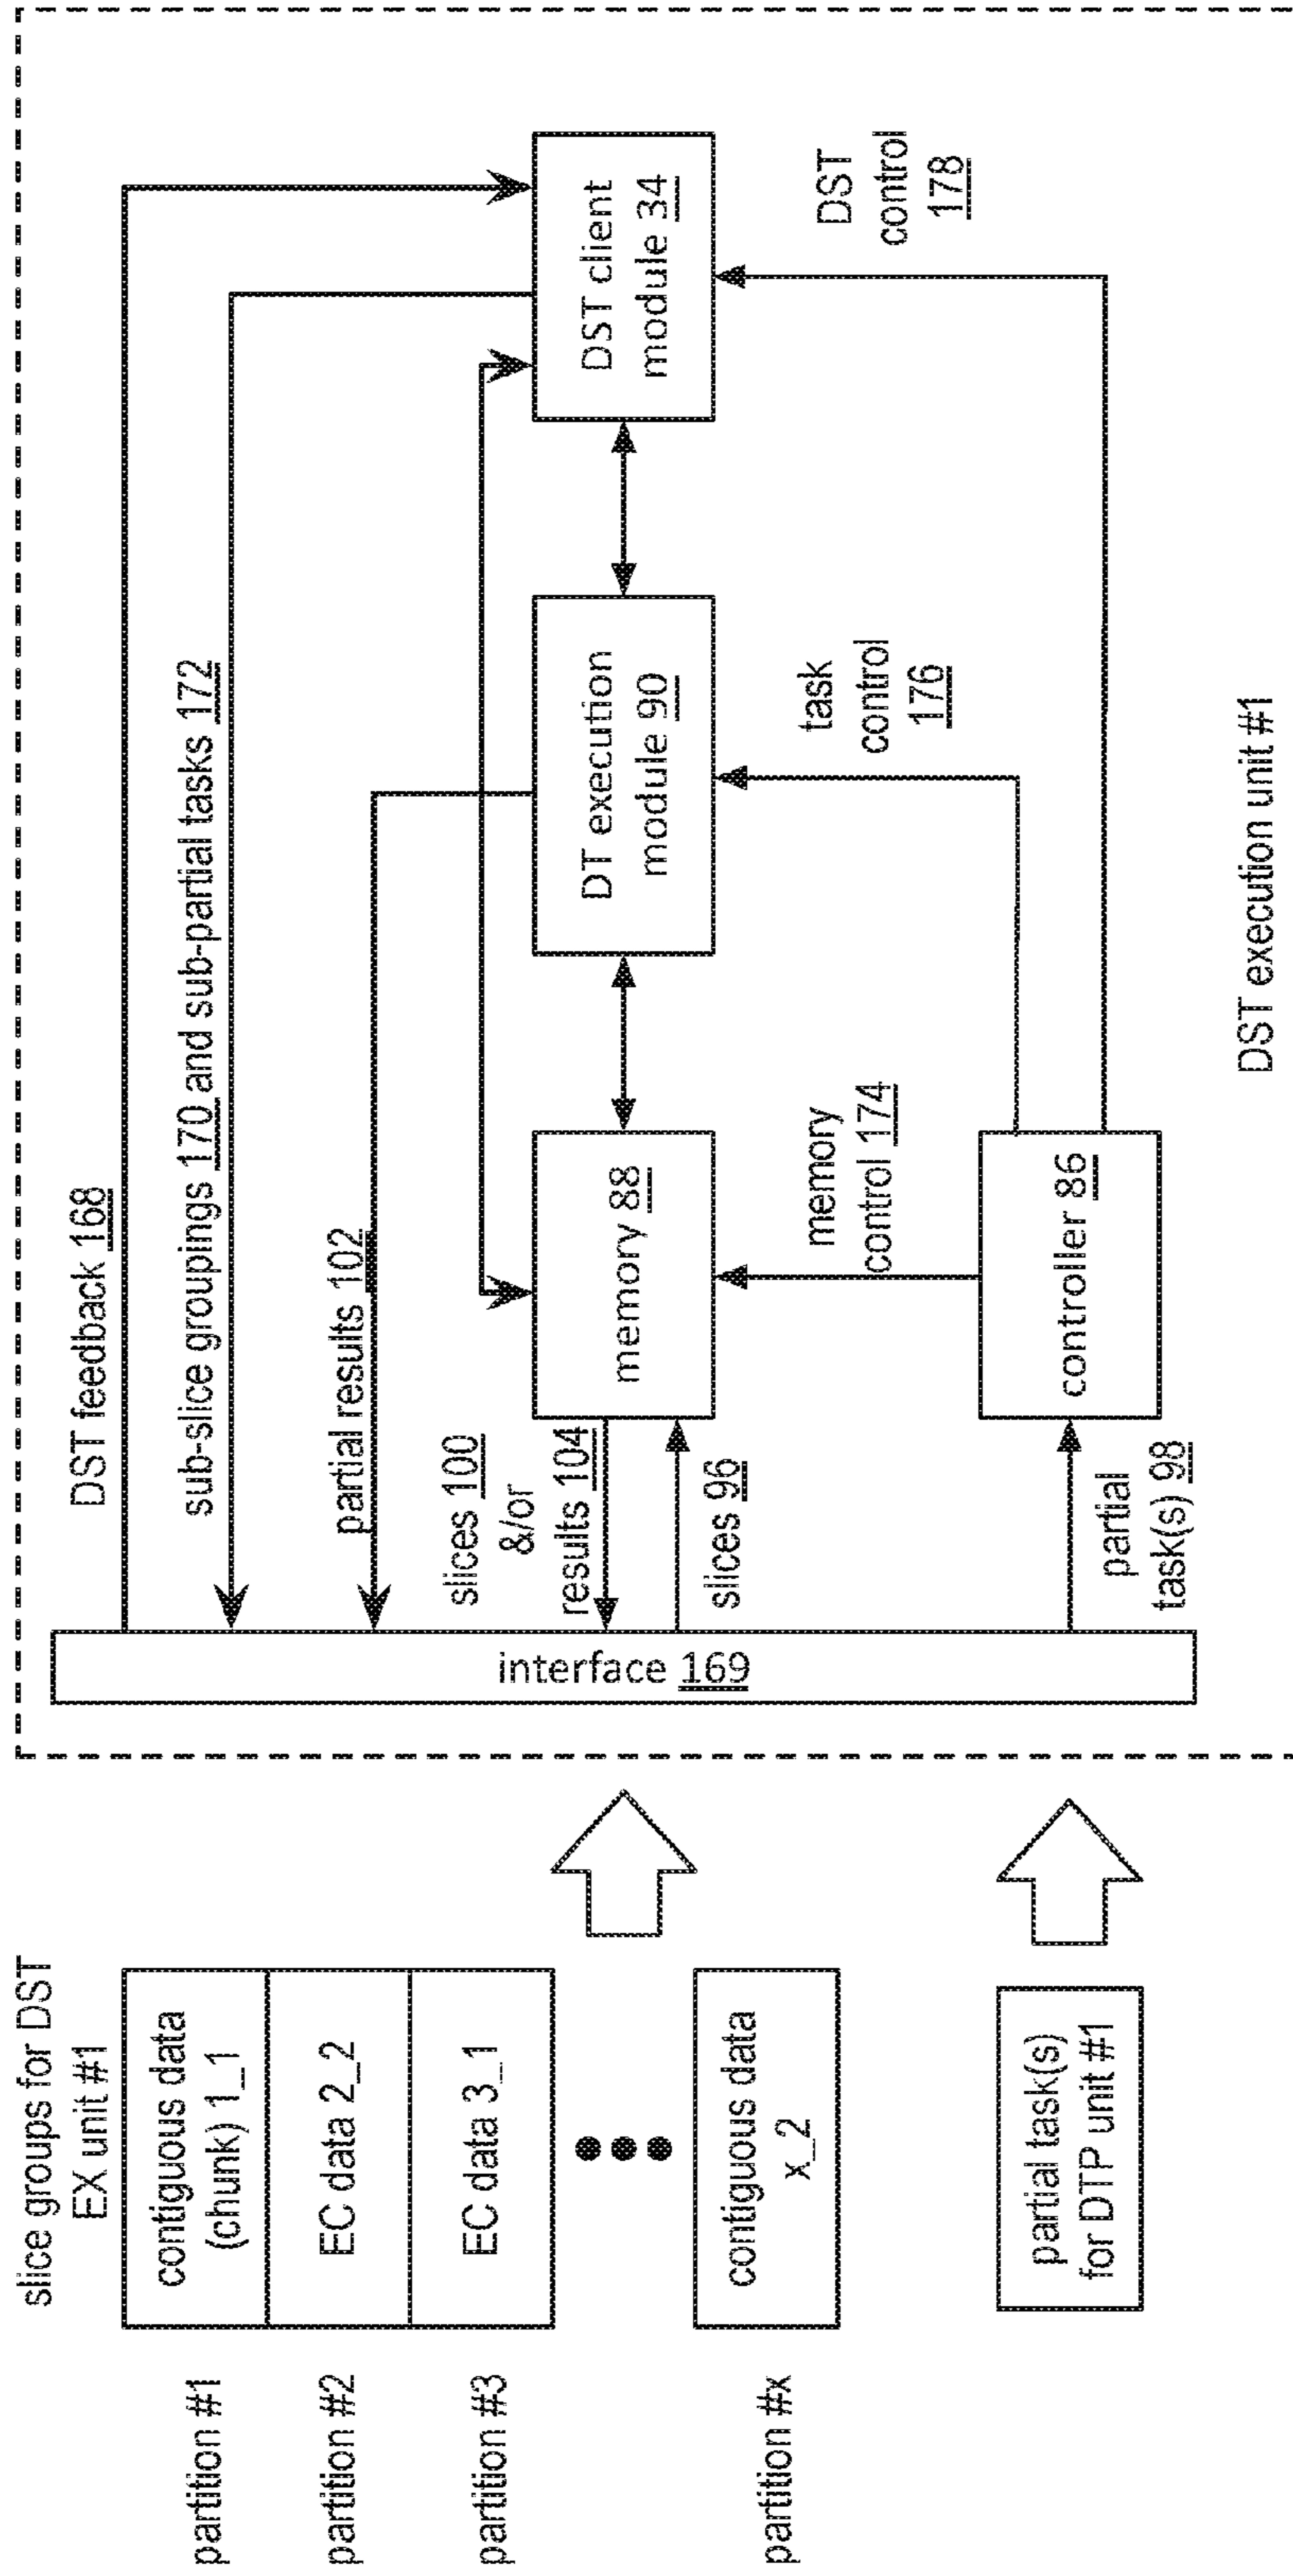 slice groups for DST
EX unit #1
partition #1
contiguous data
(chunk) 1_1
partition #2
EC data 2_2
partition #3
EC data 3_1
partition #x
contiguous data
x_2
partial task(s)
for DTP unit #1
interface 169
DST feedback 168
sub-slice groupings 170 and sub-partial tasks 172
partial results 102
slices 100
&/or
results 104
slices 96
partial
task(s) 98
memory 88
DT execution
module 90
DST client
module 34
memory
control 174
task
control
176
DST
control
178
controller 86
DST execution unit #1